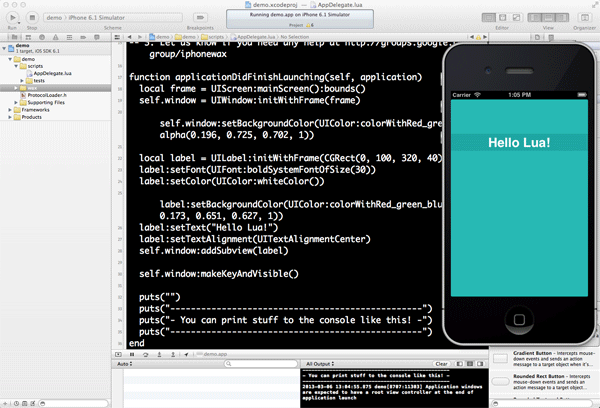 demo.xcodeproj — AppDelegate.lua
Run
Stop
demo
iPhone 6.1 Simulator
Scheme
Breakpoints
Running demo.app on iPhone 6.1 Simulator
Project 6
Editor
View
Organizer
demo
1 target, iOS SDK 6.1
demo
scripts
AppDelegate.lua
tests
wax
ProtocolLoader.h
Supporting Files
Frameworks
Products
demo
scripts
AppDelegate.lua
No Selection
-- 3. Let us know if you need any help at http://groups.google.
group/iphonewax
function applicationDidFinishLaunching(self, application)
local frame = UIScreen:mainScreen():bounds()
self.window = UIWindow:initWithFrame(frame)
self.window:setBackgroundColor(UIColor:colorWithRed_gree
alpha(0.196, 0.725, 0.702, 1))
local label = UILabel:initWithFrame(CGRect(0, 100, 320, 40)
label:setFont(UIFont:boldSystemFontOfSize(30))
label:setColor(UIColor:whiteColor())
label:setBackgroundColor(UIColor:colorWithRed_green_blu
0.173, 0.651, 0.627, 1))
label:setText("Hello Lua!")
label:setTextAlignment(UITextAlignmentCenter)
self.window:addSubview(label)
self.window:makeKeyAndVisible()
puts("")
puts("-------------------------------------------------")
puts("- You can print stuff to the console like this! -")
puts("-------------------------------------------------")
end
Carrier
1:05 PM
Hello Lua!
demo.app
Auto
All Output
Clear
- You can print stuff to the console like this! -
2013-03-06 13:04:55.075 demo[8707:11303] Application windows
are expected to have a root view controller at the end of
application launch
Gradient Button – Intercepts
mouse-down events and sends an
action message to a target object
when it's...
Rounded Rect Button – Intercepts
mouse-down events and sends an
action message to a target object...